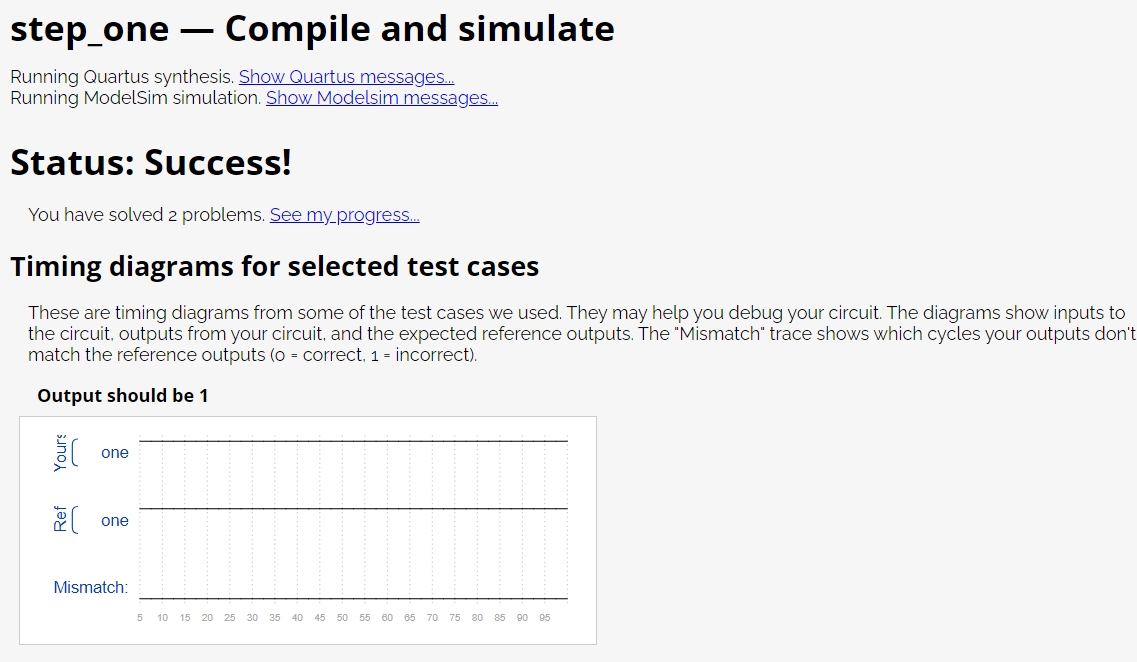 step_one — Compile and simulate
Running Quartus synthesis. Show Quartus messages...
Running ModelSim simulation. Show Modelsim messages...
Status: Success!
You have solved 2 problems. See my progress...
Timing diagrams for selected test cases
These are timing diagrams from some of the test cases we used. They may help you debug your circuit. The diagrams show inputs to
the circuit, outputs from your circuit, and the expected reference outputs. The "Mismatch" trace shows which cycles your outputs don't
match the reference outputs (0 = correct, 1 = incorrect).
Output should be 1
Yours one
Ref one
Mismatch:
5 10 15 20 25 30 35 40 45 50 55 60 65 70 75 80 85 90 95